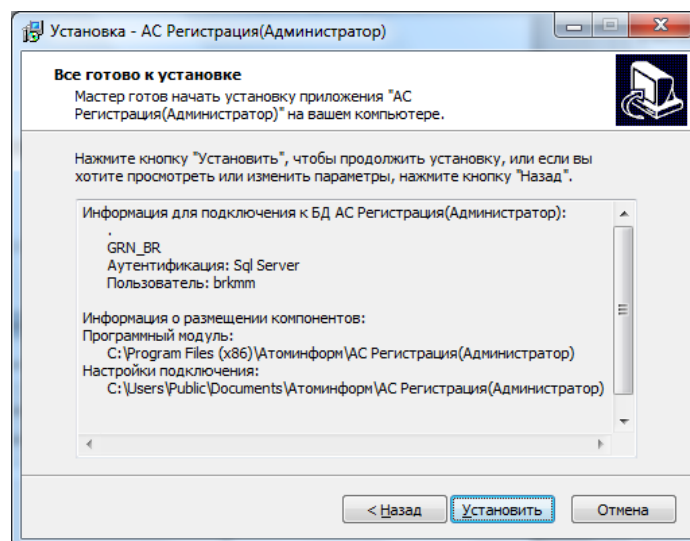 Установка - АС Регистрация(Администратор)
Все готово к установке
Мастер готов начать установку приложения "АС
Регистрация(Администратор)" на вашем компьютере.
Нажмите кнопку "Установить", чтобы продолжить установку, или если вы
хотите просмотреть или изменить параметры, нажмите кнопку "Назад".
Информация для подключения к БД АС Регистрация(Администратор):
.
GRN_BR
Аутентификация: Sql Server
Пользователь: brkmm
Информация о размещении компонентов:
Программный модуль:
C:\Program Files (x86)\Атоминформ\АС Регистрация(Администратор)
Настройки подключения:
C:\Users\Public\Documents\Атоминформ\АС Регистрация(Администратор)
< Назад
Установить
Отмена